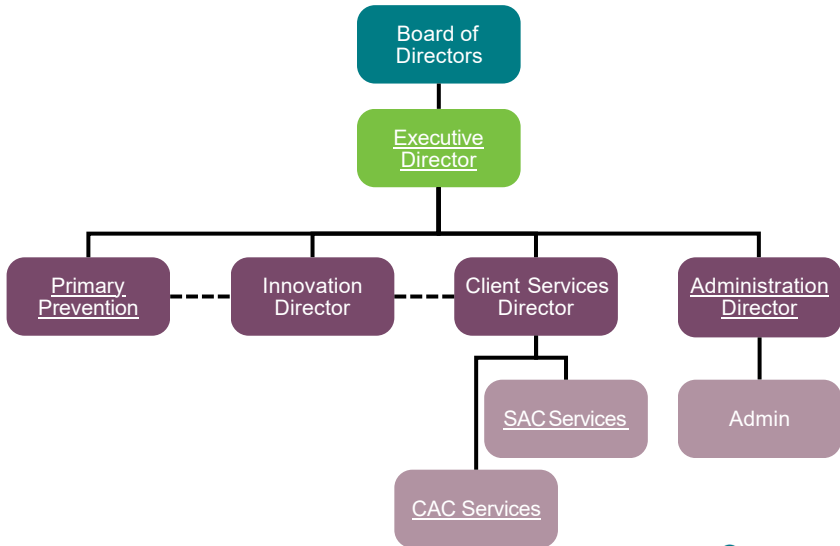 Board of
Directors
Executive
Director
Primary
Prevention
Innovation
Director
Client Services
Director
Administration
Director
SAC Services
Admin
CAC Services